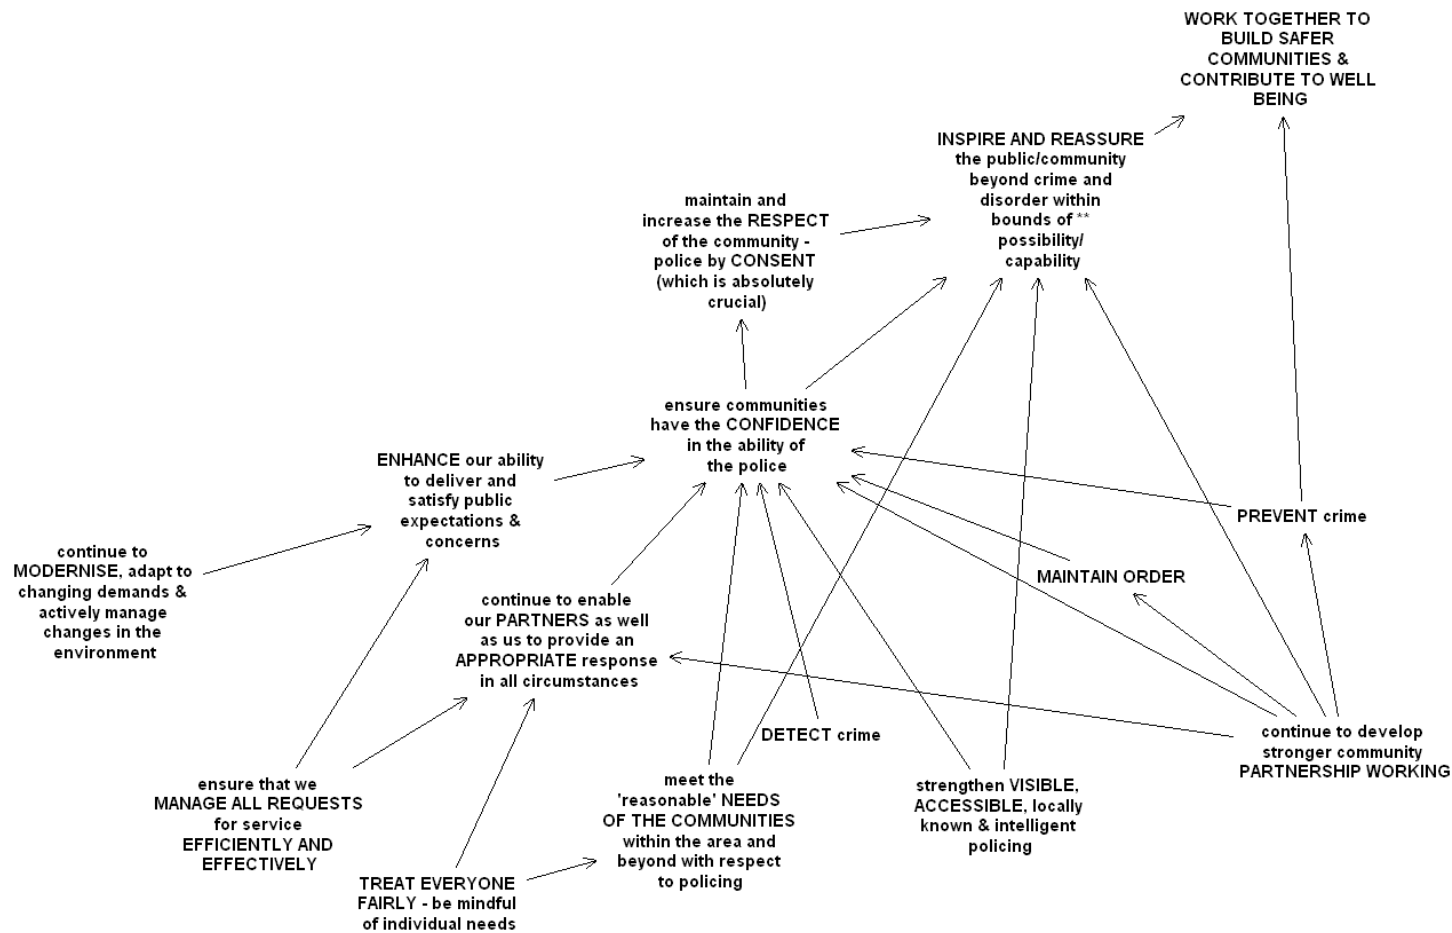 WORK TOGETHER TO
BUILD SAFER
COMMUNITIES &
CONTRIBUTE TO WELL
BEING
INSPIRE AND REASSURE
the public/community
beyond crime and
disorder within
bounds of **
possibility/
capability
maintain and
increase the RESPECT
of the community -
police by CONSENT
(which is absolutely
crucial)
ensure communities
have the CONFIDENCE
in the ability of
the police
ENHANCE our ability
to deliver and
satisfy public
expectations &
concerns
PREVENT crime
continue to
MODERNISE, adapt to
changing demands &
actively manage
changes in the
environment
MAINTAIN ORDER
continue to enable
our PARTNERS as well
as us to provide an
APPROPRIATE response
in all circumstances
DETECT crime
continue to develop
stronger community
PARTNERSHIP WORKING
ensure that we
MANAGE ALL REQUESTS
for service
EFFICIENTLY AND
EFFECTIVELY
meet the
'reasonable' NEEDS
OF THE COMMUNITIES
within the area and
beyond with respect
to policing
strengthen VISIBLE,
ACCESSIBLE, locally
known & intelligent
policing
TREAT EVERYONE
FAIRLY - be mindful
of individual needs